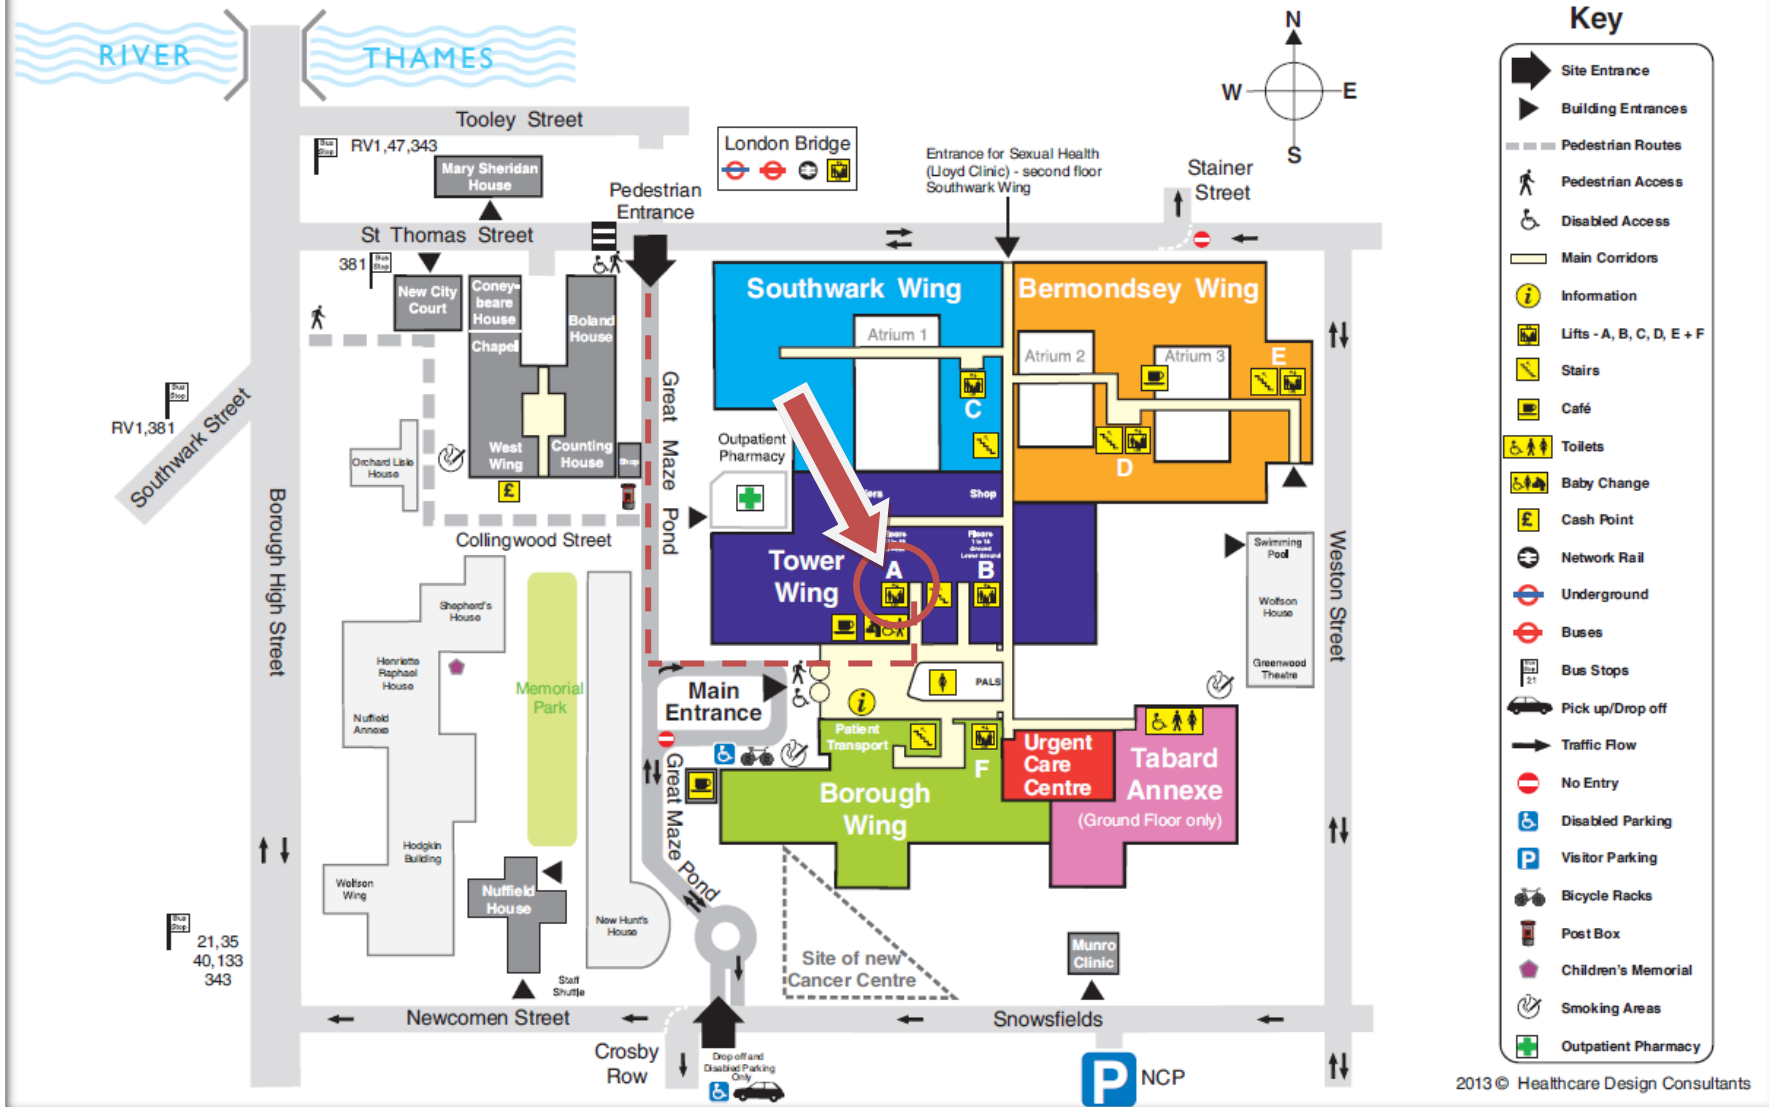 RIVER
THAMES
Tooley Street
RV1,47,343
Mary Sheridan
House
London Bridge
Pedestrian
Entrance
Entrance for Sexual Health
(Lloyd Clinic) - second floor
Southwark Wing
Stainer
Street
N
W
E
S
St Thomas Street
381
New City
Court
Coney-
beare
House
Boland
House
Chapel
West
Wing
Counting
House
Shop
Southwark Wing
Bermondsey Wing
Atrium 1
Atrium 2
Atrium 3
C
D
E
Great Maze Pond
Outpatient
Pharmacy
Southwark Street
RV1,381
Orchard Lisle
House
Collingwood Street
Borough High Street
Shop
Floors
1 to 15
Ground
Lower Ground
Tower
Wing
A
B
Swimming
Pool
Wolfson
House
Greenwood
Theatre
Weston Street
Shepherd's
House
Henriette
Raphael
House
Nuffield
Annexe
Memorial
Park
Main
Entrance
PALS
Patient
Transport
F
Urgent
Care
Centre
Tabard
Annexe
(Ground Floor only)
Borough
Wing
Great Maze Pond
Hodgkin
Building
Wolfson
Wing
Nuffield
House
New Hunt's
House
21,35
40,133
343
Staff
Shuttle
Site of new
Cancer Centre
Munro
Clinic
Newcomen Street
Snowsfields
Crosby
Row
Drop off and
Disabled Parking
Only
P
NCP
Key
Site Entrance
Building Entrances
Pedestrian Routes
Pedestrian Access
Disabled Access
Main Corridors
Information
Lifts - A, B, C, D, E + F
Stairs
Café
Toilets
Baby Change
Cash Point
Network Rail
Underground
Buses
Bus Stops
Pick up/Drop off
Traffic Flow
No Entry
Disabled Parking
Visitor Parking
Bicycle Racks
Post Box
Children's Memorial
Smoking Areas
Outpatient Pharmacy
2013 © Healthcare Design Consultants